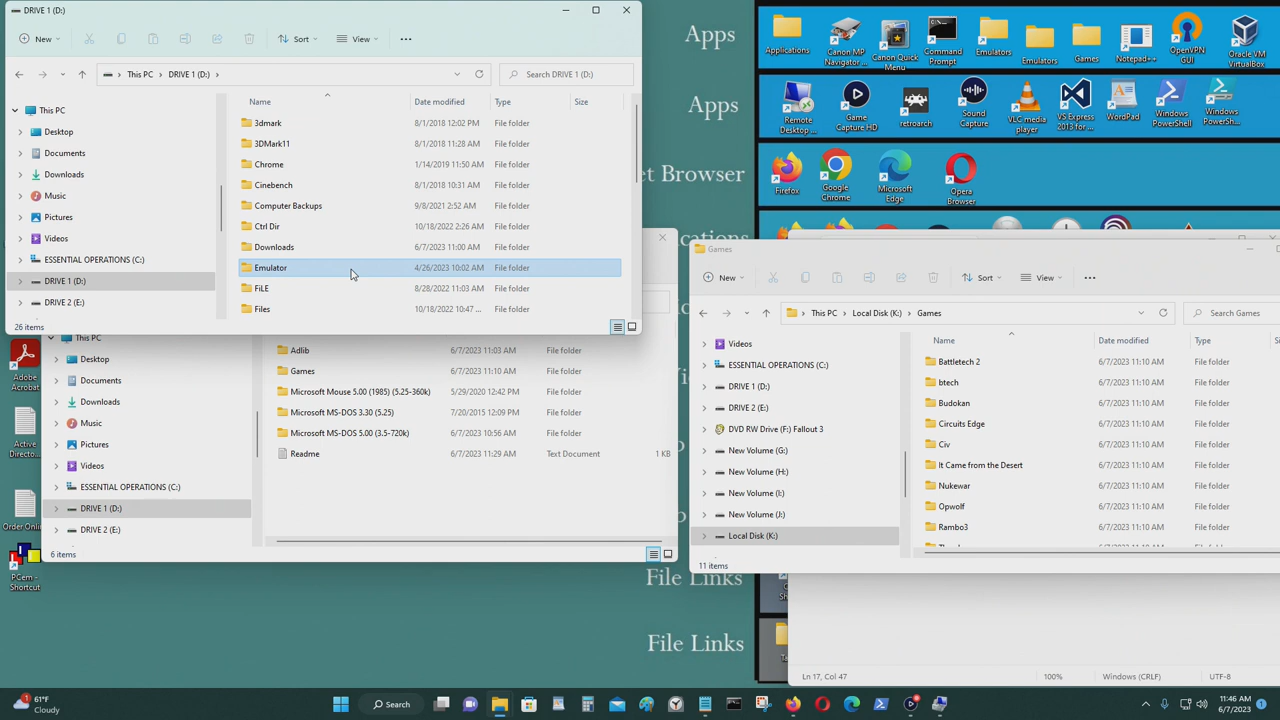 DRIVE 1 (D:)
New
Sort
View
This PC
DRIVE 1 (D:)
Search DRIVE 1 (D:)
This PC
Desktop
Documents
Downloads
Music
Pictures
Videos
ESSENTIAL OPERATIONS (C:)
DRIVE 1 (D:)
DRIVE 2 (E:)
Name Date modified Type Size
3dmark 8/1/2018 12:02 PM File folder
3DMark11 8/1/2018 11:28 AM File folder
Chrome 1/14/2019 11:50 AM File folder
Cinebench 8/1/2018 10:31 AM File folder
Computer Backups 9/8/2021 2:52 AM File folder
Ctrl Dir 10/18/2022 2:26 AM File folder
Downloads 6/7/2023 11:00 AM File folder
Emulator 4/26/2023 10:02 AM File folder
FiLE 8/28/2022 11:03 AM File folder
Files 10/18/2022 10:47 ... File folder
26 items
This PC
Desktop
Documents
Downloads
Music
Pictures
Videos
ESSENTIAL OPERATIONS (C:)
DRIVE 1 (D:)
DRIVE 2 (E:)
Adlib 6/7/2023 11:03 AM File folder
Games 6/7/2023 11:10 AM File folder
Microsoft Mouse 5.00 (1985) (5.25-360k) 5/29/2020 12:42 PM File folder
Microsoft MS-DOS 3.30 (5.25) 7/20/2015 12:09 PM File folder
Microsoft MS-DOS 5.00 (3.5-720k) 6/7/2023 10:56 AM File folder
Readme 6/7/2023 11:29 AM Text Document 1 KB
6 items
Adobe
Acrobat
Active
Directo...
Order Onli
PCem -
Shortcut
Apps
Apps
et Browser
ications
File Links
File Links
Applications
Canon MP
Navigator ...
Canon Quick
Menu
Command
Prompt
Emulators
Emulators
Games
Notepad++
OpenVPN
GUI
Oracle VM
VirtualBox
Remote
Desktop ...
Game
Capture HD
retroarch
Sound
Capture
VLC media
player
VS Express
2013 for ...
WordPad
Windows
PowerShell
Windows
PowerSh...
Firefox
Google
Chrome
Microsoft
Edge
Opera
Browser
Games
New
Sort
View
This PC
Local Disk (K:)
Games
Search Games
Videos
ESSENTIAL OPERATIONS (C:)
DRIVE 1 (D:)
DRIVE 2 (E:)
DVD RW Drive (F:) Fallout 3
New Volume (G:)
New Volume (H:)
New Volume (I:)
New Volume (J:)
Local Disk (K:)
Name Date modified Type
Battletech 2 6/7/2023 11:10 AM File folder
btech 6/7/2023 11:10 AM File folder
Budokan 6/7/2023 11:10 AM File folder
Circuits Edge 6/7/2023 11:10 AM File folder
Civ 6/7/2023 11:10 AM File folder
It Came from the Desert 6/7/2023 11:10 AM File folder
Nukewar 6/7/2023 11:10 AM File folder
Opwolf 6/7/2023 11:10 AM File folder
Rambo3 6/7/2023 11:10 AM File folder
11 items
Ln 17, Col 47 100% Windows (CRLF) UTF-8
61°F
Cloudy
Search
11:46 AM
6/7/2023